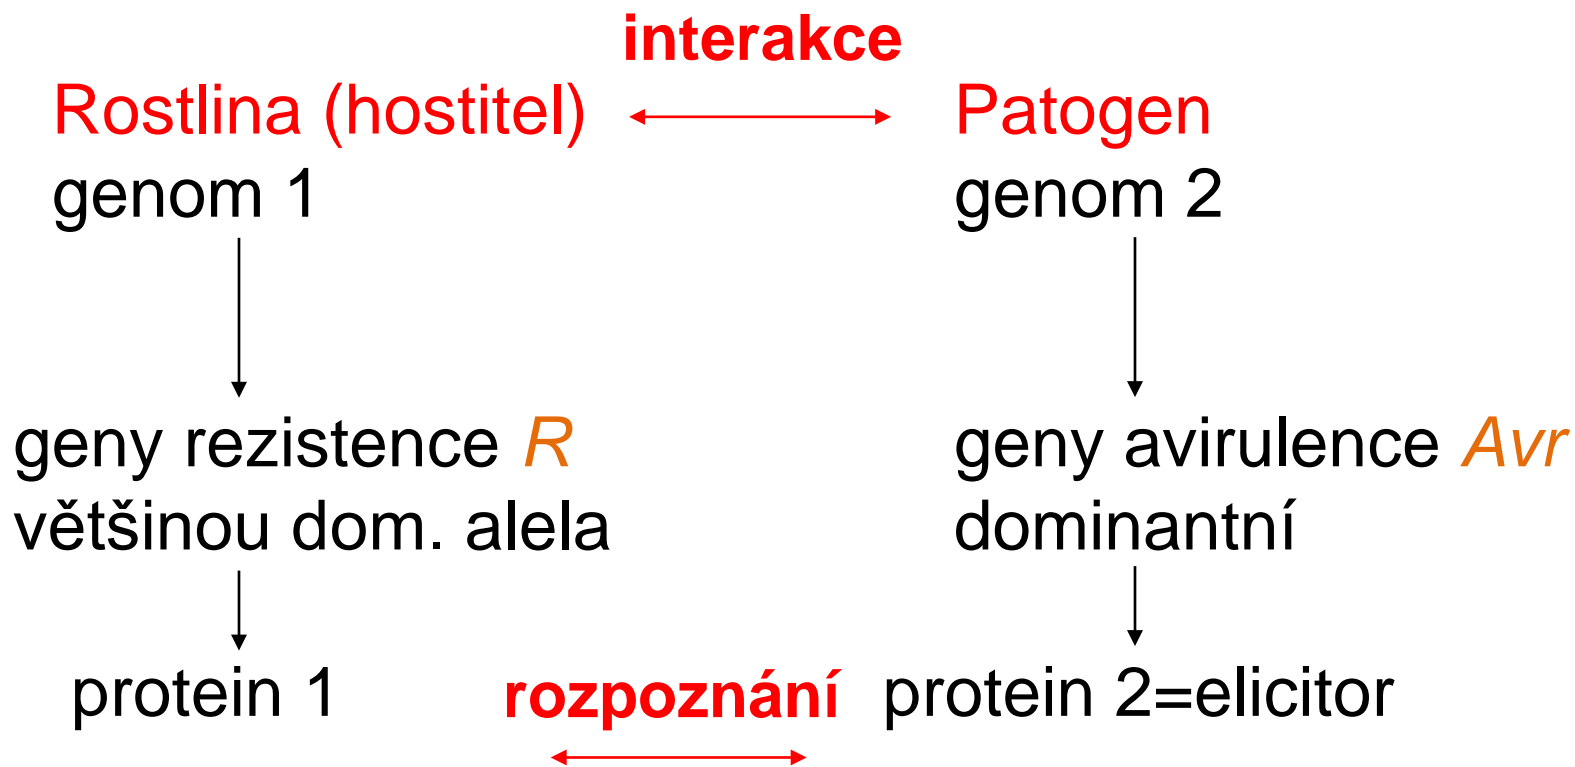 interakce
Rostlina (hostitel) Patogen
genom 1 genom 2
geny rezistence R geny avirulence Avr
většinou dom. alela dominantní
protein 1 rozpoznání protein 2=elicitor